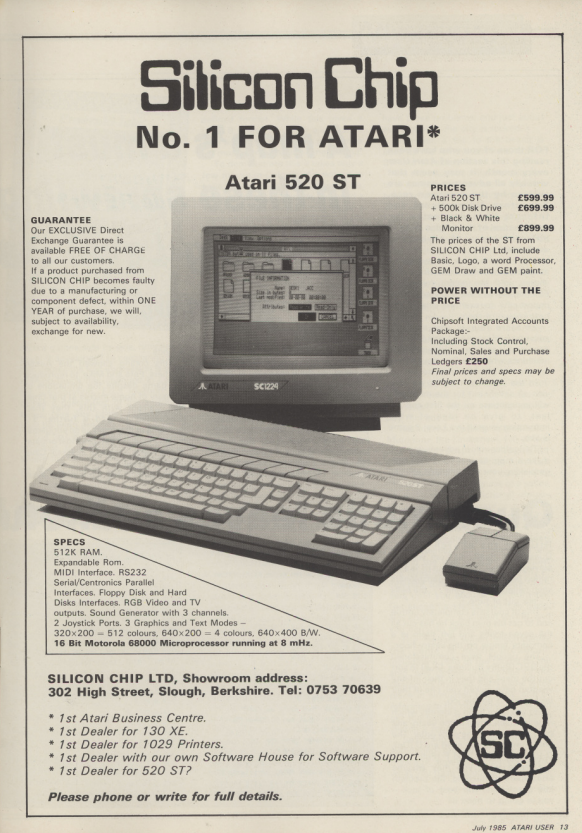 Silicon Chip
No. 1 FOR ATARI*
Atari 520 ST
GUARANTEE
Our EXCLUSIVE Direct
Exchange Guarantee is
available FREE OF CHARGE
to all our customers.
If a product purchased from
SILICON CHIP becomes faulty
due to a manufacturing or
component defect, within ONE
YEAR of purchase, we will,
subject to availability,
exchange for new.
FILE INFORMATION
ATARI SC1224
PRICES
Atari 520 ST £599.99
+ 500k Disk Drive £699.99
+ Black & White
Monitor £899.99
The prices of the ST from
SILICON CHIP Ltd, include
Basic, Logo, a word Processor,
GEM Draw and GEM paint.
POWER WITHOUT THE
PRICE
Chipsoft Integrated Accounts
Package:-
Including Stock Control,
Nominal, Sales and Purchase
Ledgers £250
Final prices and specs may be
subject to change.
ATARI 520ST
SPECS
512K RAM.
Expandable Rom.
MIDI Interface. RS232
Serial/Centronics Parallel
Interfaces. Floppy Disk and Hard
Disks Interfaces. RGB Video and TV
outputs. Sound Generator with 3 channels.
2 Joystick Ports. 3 Graphics and Text Modes –
320×200 = 512 colours, 640×200 = 4 colours, 640×400 B/W.
16 Bit Motorola 68000 Microprocessor running at 8 mHz.
SILICON CHIP LTD, Showroom address:
302 High Street, Slough, Berkshire. Tel: 0753 70639
* 1st Atari Business Centre.
* 1st Dealer for 130 XE.
* 1st Dealer for 1029 Printers.
* 1st Dealer with our own Software House for Software Support.
* 1st Dealer for 520 ST?
Please phone or write for full details.
SC
July 1985 ATARI USER 13